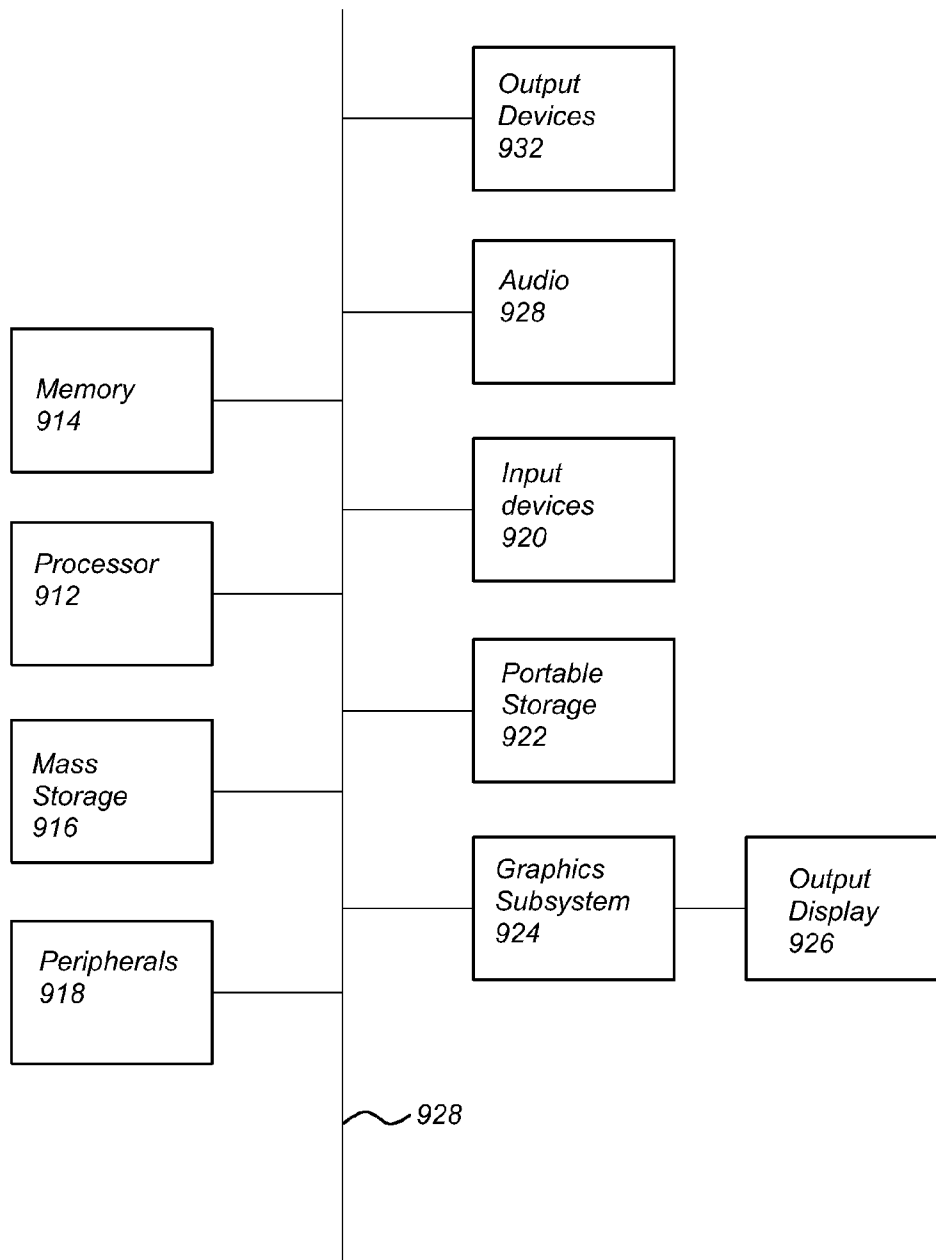 Output
Devices
932
Audio
928
Memory
914
Input
devices
920
Processor
912
Portable
Storage
922
Mass
Storage
916
Graphics
Subsystem
924
Output
Display
926
Peripherals
918
928